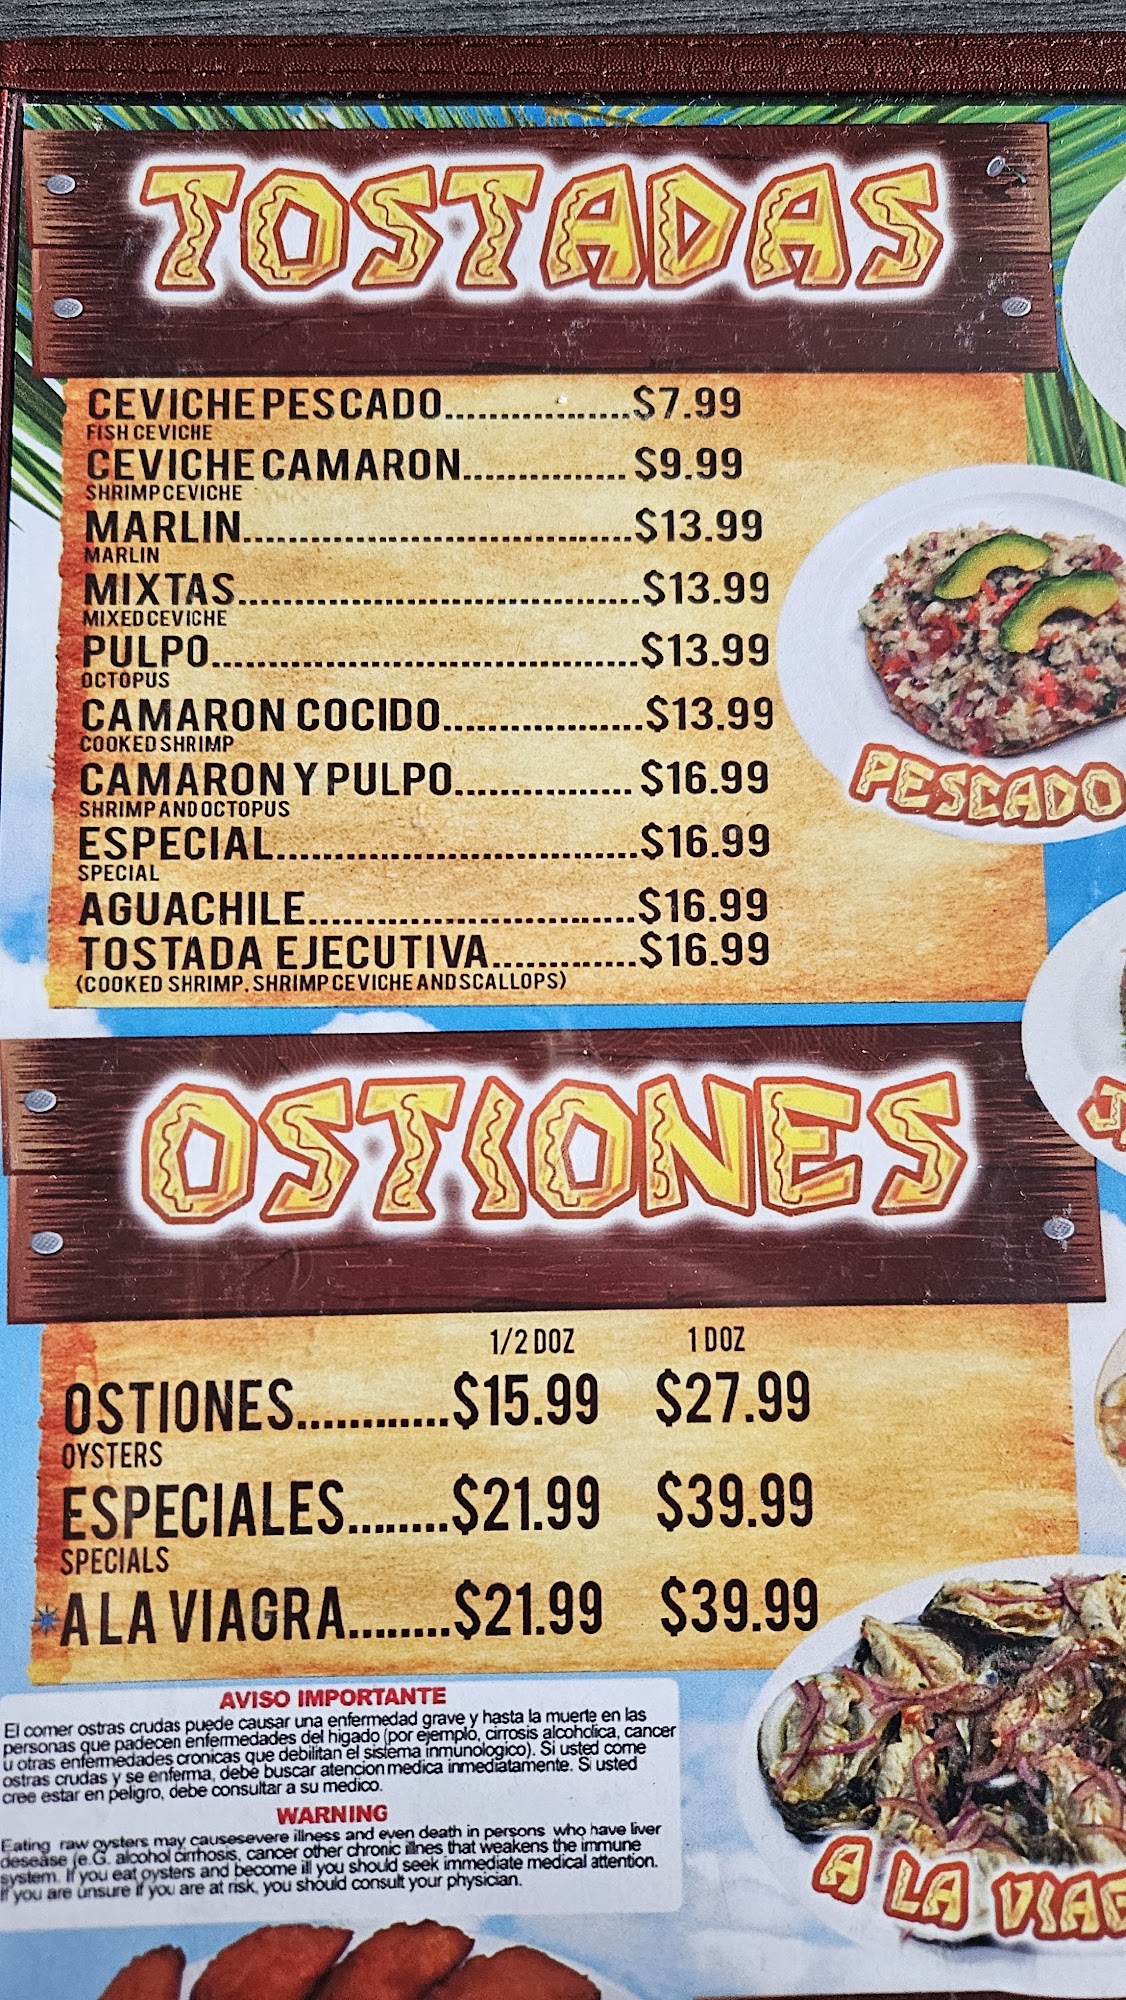 TOSTADAS
CEVICHE PESCADO..................$7.99
FISH CEVICHE
CEVICHE CAMARON................$9.99
SHRIMP CEVICHE
MARLIN......................................$13.99
MARLIN
MIXTAS......................................$13.99
MIXED CEVICHE
PULPO........................................$13.99
OCTOPUS
CAMARON COCIDO...................$13.99
COOKED SHRIMP
CAMARON Y PULPO..................$16.99
SHRIMP AND OCTOPUS
ESPECIAL...................................$16.99
SPECIAL
AGUACHILE...............................$16.99
TOSTADA EJECUTIVA..............$16.99
(COOKED SHRIMP, SHRIMP CEVICHE AND SCALLOPS)
PESCADO
OSTIONES
1/2 DOZ 1 DOZ
OSTIONES............$15.99 $27.99
OYSTERS
ESPECIALES........$21.99 $39.99
SPECIALS
*A LA VIAGRA........$21.99 $39.99
AVISO IMPORTANTE
El comer ostras crudas puede causar una enfermedad grave y hasta la muerte en las
personas que padecen enfermedades del higado (por ejemplo, cirrosis alcoholica, cancer
u otras enfermedades cronicas que debilitan el sistema inmunologico). Si usted come
ostras crudas y se enferma, debe buscar atencion medica inmediatamente. Si usted
cree estar en peligro, debe consultar a su medico.
WARNING
Eating raw oysters may causesevere illness and even death in persons who have liver
desease (e.G. alcohol cirrhosis, cancer other chronic illnes that weakens the immune
system. If you eat oysters and become ill you should seek immediate medical attention.
If you are unsure if you are at risk, you should consult your physician.
A LA VIAG